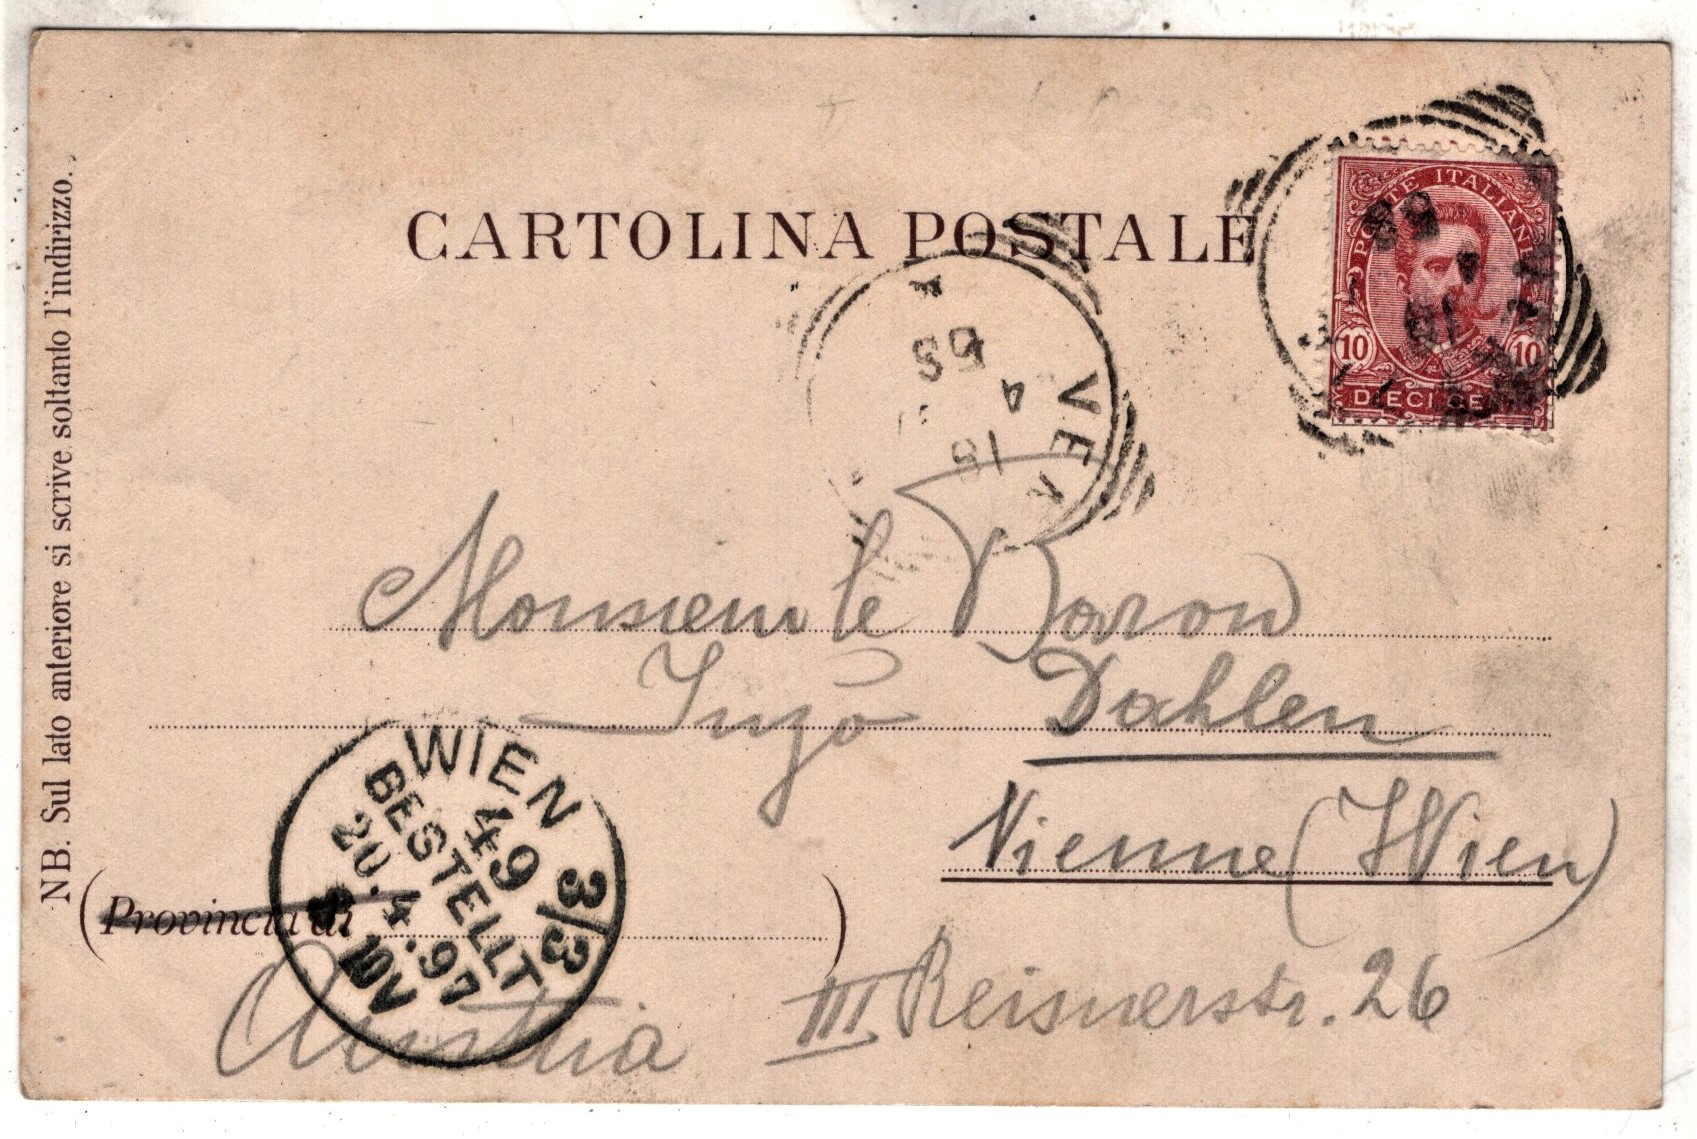 CARTOLINA POSTALE
POSTE ITALIANE
10 10
DIECI CE
NB. Sul lato anteriore si scrive soltanto l'indirizzo.
VE
4
18
Monsieur le Baron
Ingo Dahlen
Vienne (Wien)
(Provincia di )
Austria III Reisnerstr. 26
WIEN 3/3
49
BESTELLT
20.4.97
10V